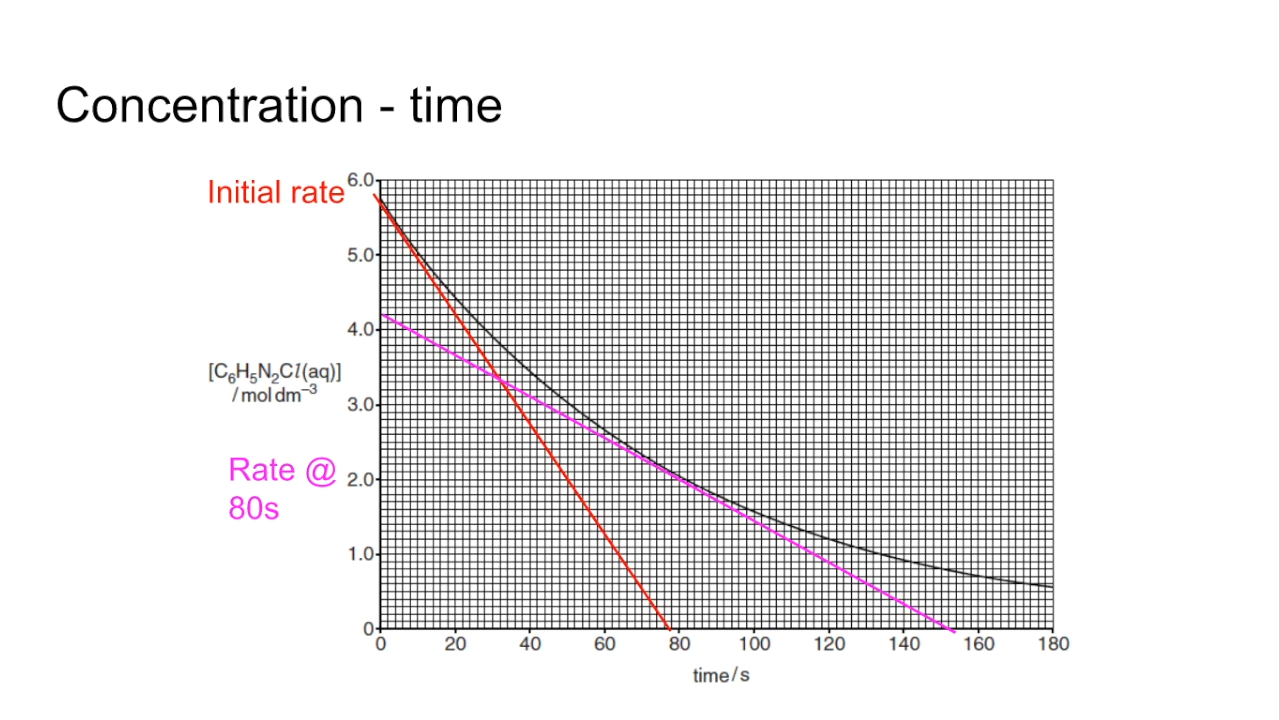 Concentration - time
Initial rate
6.0
5.0
4.0
[C₆H₅N₂Cl(aq)]
/ mol dm⁻³
3.0
Rate @
80s
2.0
1.0
0
0 20 40 60 80 100 120 140 160 180
time/s